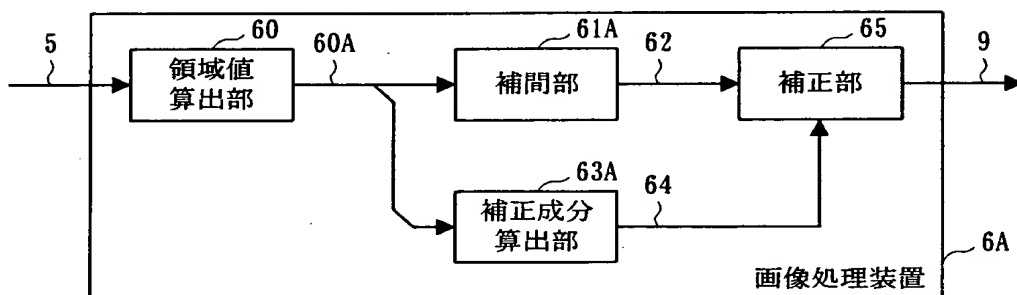 5
60
領域値
算出部
60A
61A
補間部
62
65
補正部
9
63A
補正成分
算出部
64
6A
画像処理装置